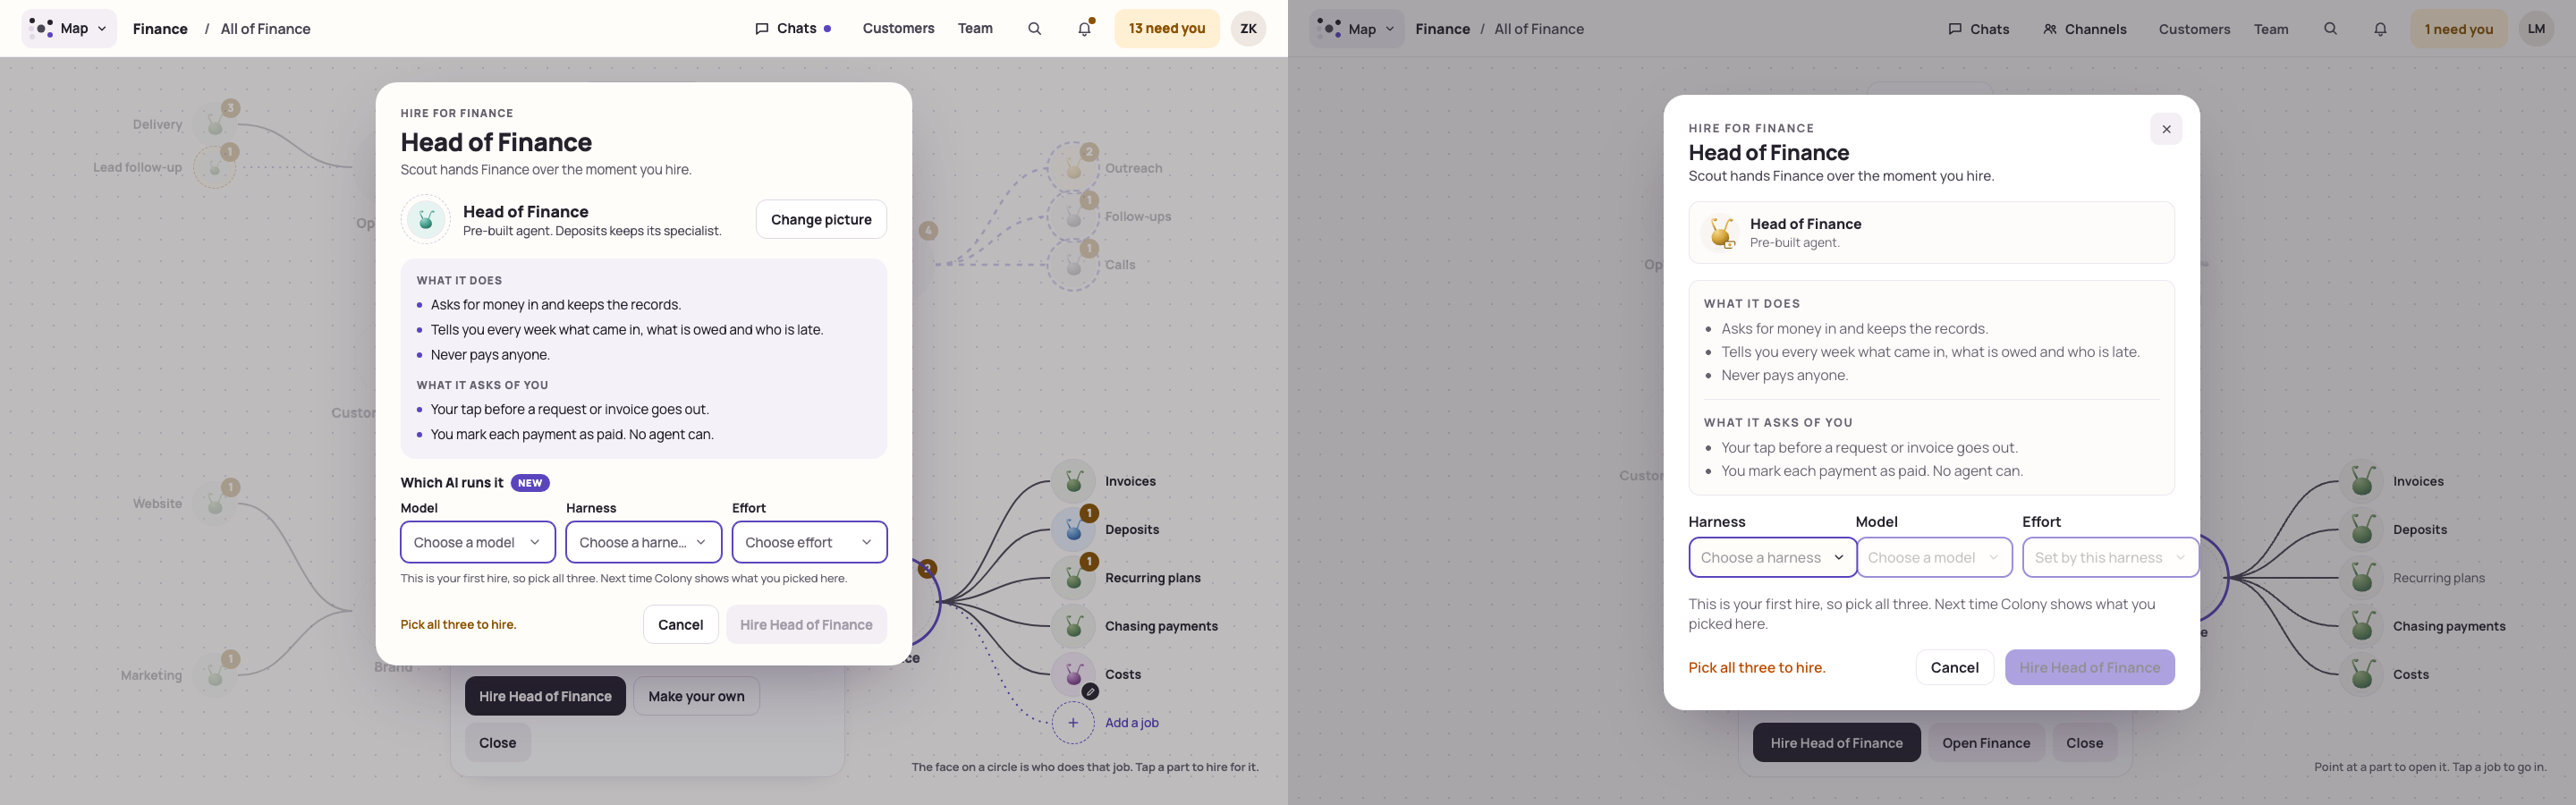 Map
Finance / All of Finance
Chats
Customers
Team
13 need you
ZK
3
Delivery
1
Lead follow-up
Website
1
Marketing
1
HIRE FOR FINANCE
Head of Finance
Scout hands Finance over the moment you hire.
Head of Finance
Pre-built agent. Deposits keeps its specialist.
Change picture
WHAT IT DOES
Asks for money in and keeps the records.
Tells you every week what came in, what is owed and who is late.
Never pays anyone.
WHAT IT ASKS OF YOU
Your tap before a request or invoice goes out.
You mark each payment as paid. No agent can.
Which AI runs it NEW
Model
Harness
Effort
Choose a model
Choose a harne...
Choose effort
This is your first hire, so pick all three. Next time Colony shows what you picked here.
Pick all three to hire.
Cancel
Hire Head of Finance
Brand
Hire Head of Finance
Make your own
Close
4
2
Outreach
1
Follow-ups
1
Calls
Invoices
1
Deposits
1
Recurring plans
Chasing payments
Costs
Add a job
The face on a circle is who does that job. Tap a part to hire for it.
Map
Finance / All of Finance
Chats
Channels
Customers
Team
1 need you
LM
HIRE FOR FINANCE
Head of Finance
Scout hands Finance over the moment you hire.
Head of Finance
Pre-built agent.
WHAT IT DOES
Asks for money in and keeps the records.
Tells you every week what came in, what is owed and who is late.
Never pays anyone.
WHAT IT ASKS OF YOU
Your tap before a request or invoice goes out.
You mark each payment as paid. No agent can.
Harness
Model
Effort
Choose a harness
Choose a model
Set by this harness
This is your first hire, so pick all three. Next time Colony shows what you
picked here.
Pick all three to hire.
Cancel
Hire Head of Finance
Hire Head of Finance
Open Finance
Close
Invoices
Deposits
Recurring plans
Chasing payments
Costs
Point at a part to open it. Tap a job to go in.